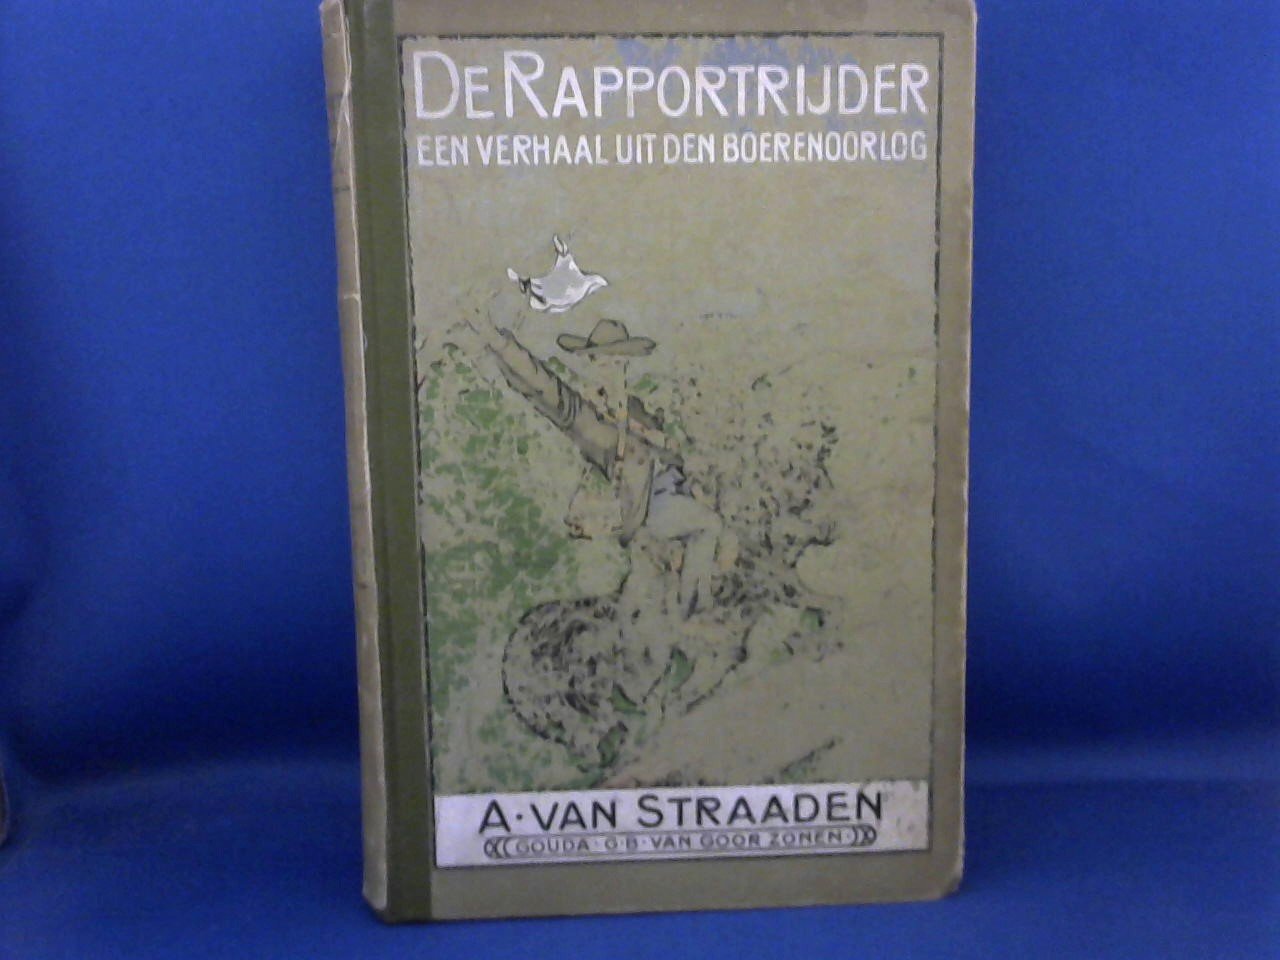 DE RAPPORTRIJDER
EEN VERHAAL UIT DEN BOERENOORLOG
A · VAN STRAADEN
GOUDA · G · B · VAN GOOR ZONEN ·